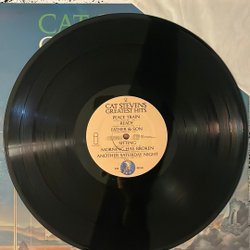 CAT
CAT STEVENS
GREATEST HITS
PEACE TRAIN
READY
FATHER & SON
SITTING
MORNING HAS BROKEN
ANOTHER SATURDAY NIGHT